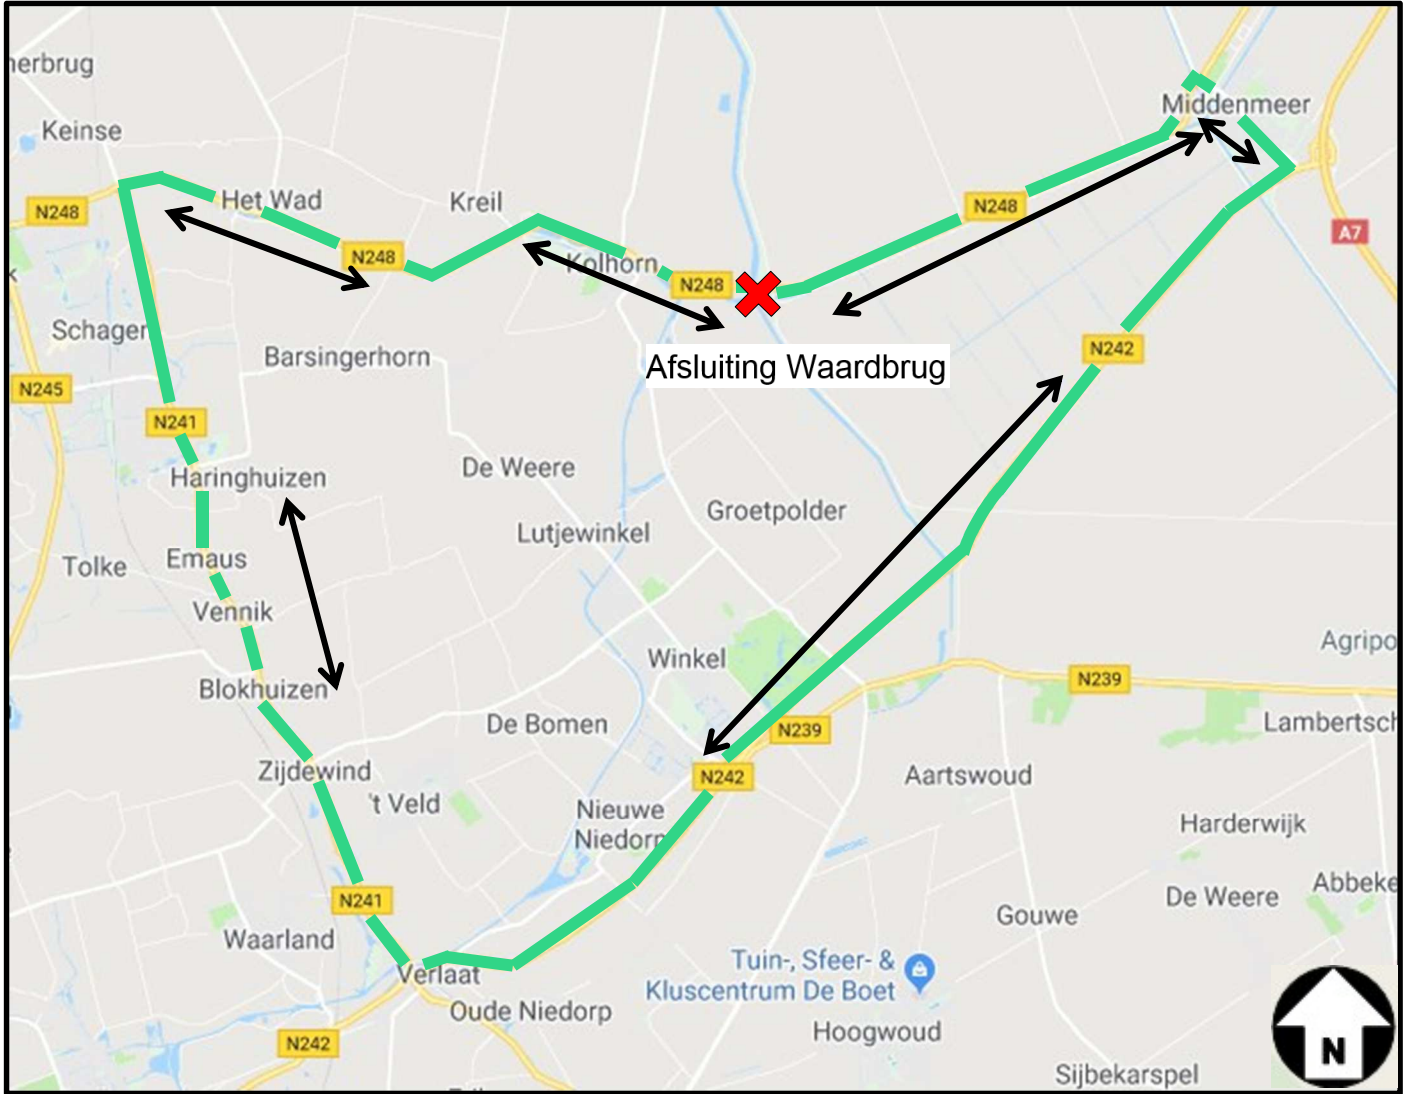 nerbrug
Keinse
Middenmeer
Het Wad
Kreil
N248
N248
N248
A7
Kolhorn
N248
Schagen
Barsingerhorn
Afsluiting Waardbrug
N242
N245
N241
Haringhuizen
De Weere
Groetpolder
Lutjewinkel
Emaus
Tolke
Vennik
Agripo
Winkel
Blokhuizen
N239
De Bomen
N239
Lambertsch
Zijdewind
N242
Aartswoud
't Veld
Nieuwe
Niedorp
Harderwijk
N241
De Weere
Abbeke
Gouwe
Waarland
Verlaat
Tuin-, Sfeer- &
Kluscentrum De Boet
Oude Niedorp
Hoogwoud
N242
N
Sijbekarspel